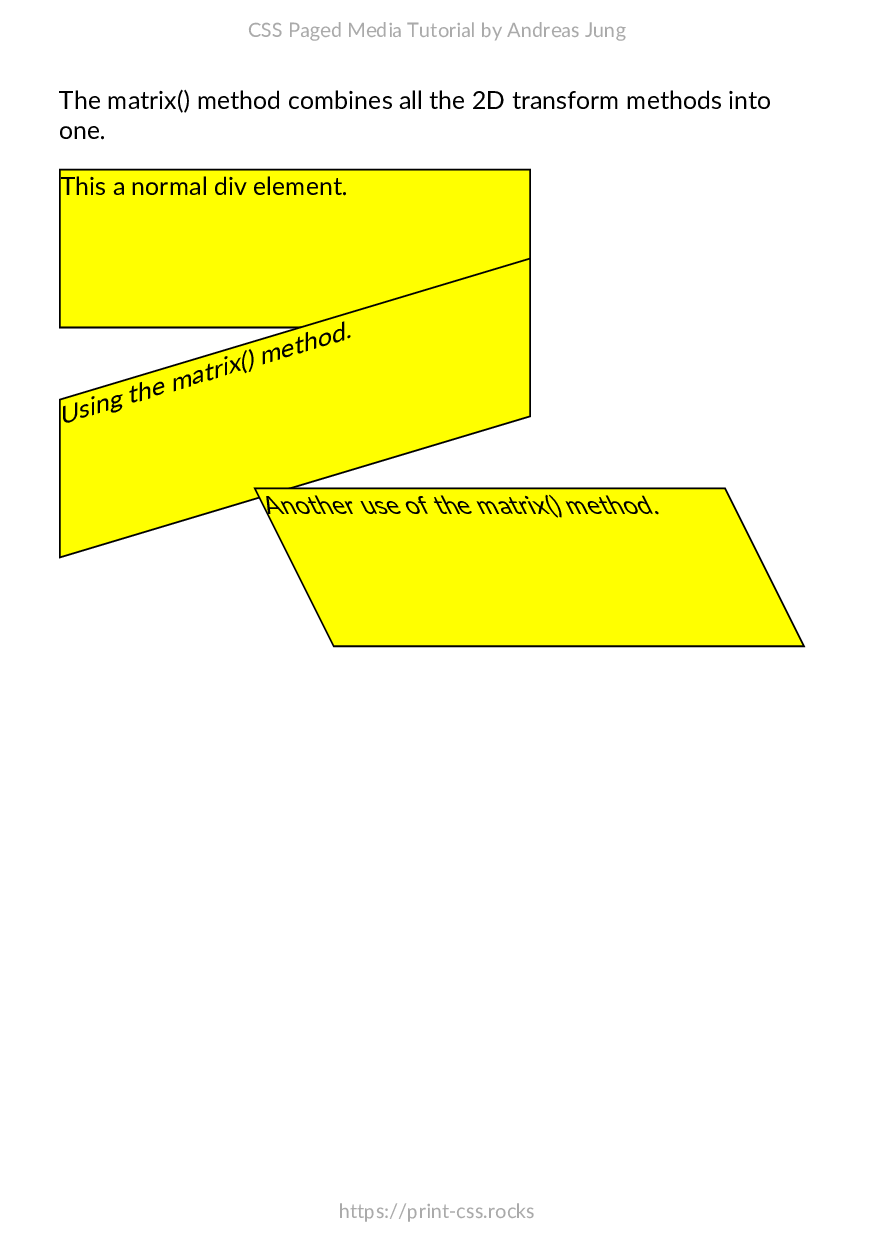 CSS Paged Media Tutorial by Andreas Jung
The matrix() method combines all the 2D transform methods into
one.
This a normal div element.
Using the matrix() method.
Another use of the matrix() method.
https://print-css.rocks